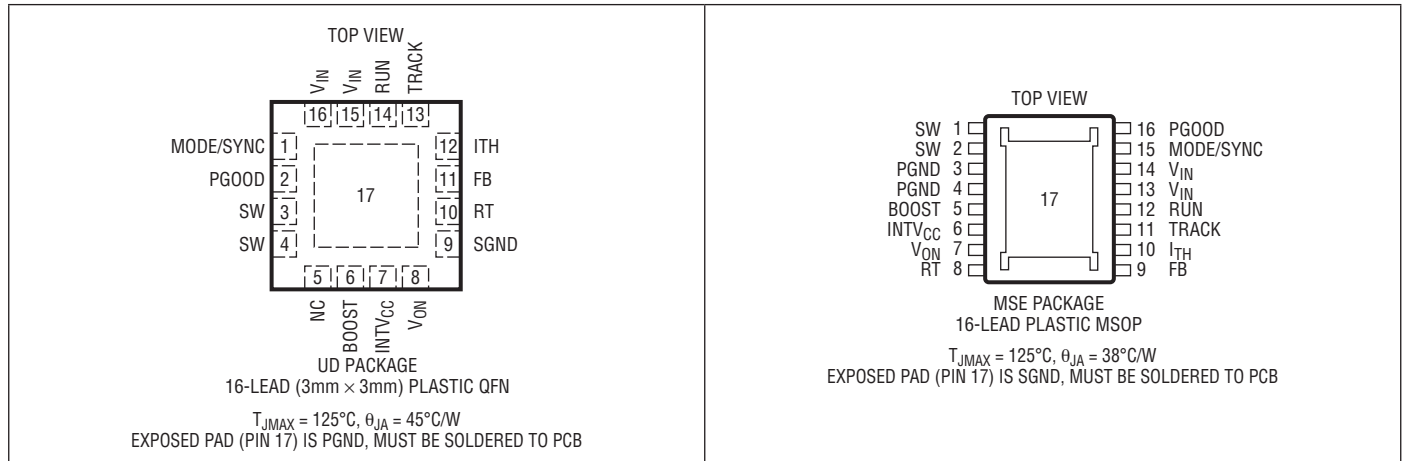 TOP VIEW
VIN
VIN
RUN
TRACK
16 15 14 13
MODE/SYNC 1
PGOOD 2
SW 3
SW 4
17
12 ITH
11 FB
10 RT
9 SGND
5 6 7 8
NC
BOOST
INTVCC
VON
UD PACKAGE
16-LEAD (3mm × 3mm) PLASTIC QFN
TJMAX = 125°C, θJA = 45°C/W
EXPOSED PAD (PIN 17) IS PGND, MUST BE SOLDERED TO PCB
TOP VIEW
SW 1
SW 2
PGND 3
PGND 4
BOOST 5
INTVCC 6
VON 7
RT 8
17
16 PGOOD
15 MODE/SYNC
14 VIN
13 VIN
12 RUN
11 TRACK
10 ITH
9 FB
MSE PACKAGE
16-LEAD PLASTIC MSOP
TJMAX = 125°C, θJA = 38°C/W
EXPOSED PAD (PIN 17) IS SGND, MUST BE SOLDERED TO PCB